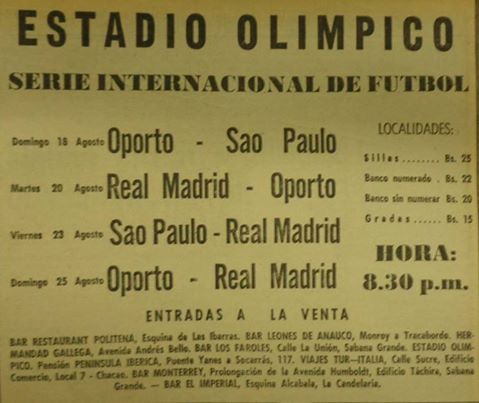 ESTADIO OLIMPICO
SERIE INTERNACIONAL DE FUTBOL
Domingo 18 Agosto Oporto - Sao Paulo
Martes 20 Agosto Real Madrid - Oporto
Viernes 23 Agosto Sao Paulo - Real Madrid
Domingo 25 Agosto Oporto - Real Madrid
LOCALIDADES:
Sillas........ Bs. 25
Banco numerado . Bs. 22
Banco sin numerar Bs. 20
Gradas...... Bs. 15
HORA:
8.30 p.m.
ENTRADAS A LA VENTA
BAR RESTAURANT POLITENA, Esquina de Las Ibarras. BAR LEONES DE ANAUCO, Monroy a Tracabordo. HER-
MANDAD GALLEGA, Avenida Andrés Bello. BAR LOS FAROLES, Calle La Unión, Sabana Grande. ESTADIO OLIM-
PICO. Pensión PENINSULA IBERICA, Puente Yanes a Socarrás, 117. VIAJES TUR-ITALIA, Calle Sucre, Edificio
Comercio, Local 7 - Chacao. BAR MONTERREY, Prolongación de la Avenida Humboldt, Edificio Táchira, Sabana
Grande. — BAR EL IMPERIAL, Esquina Alcabala, La Candelaria.